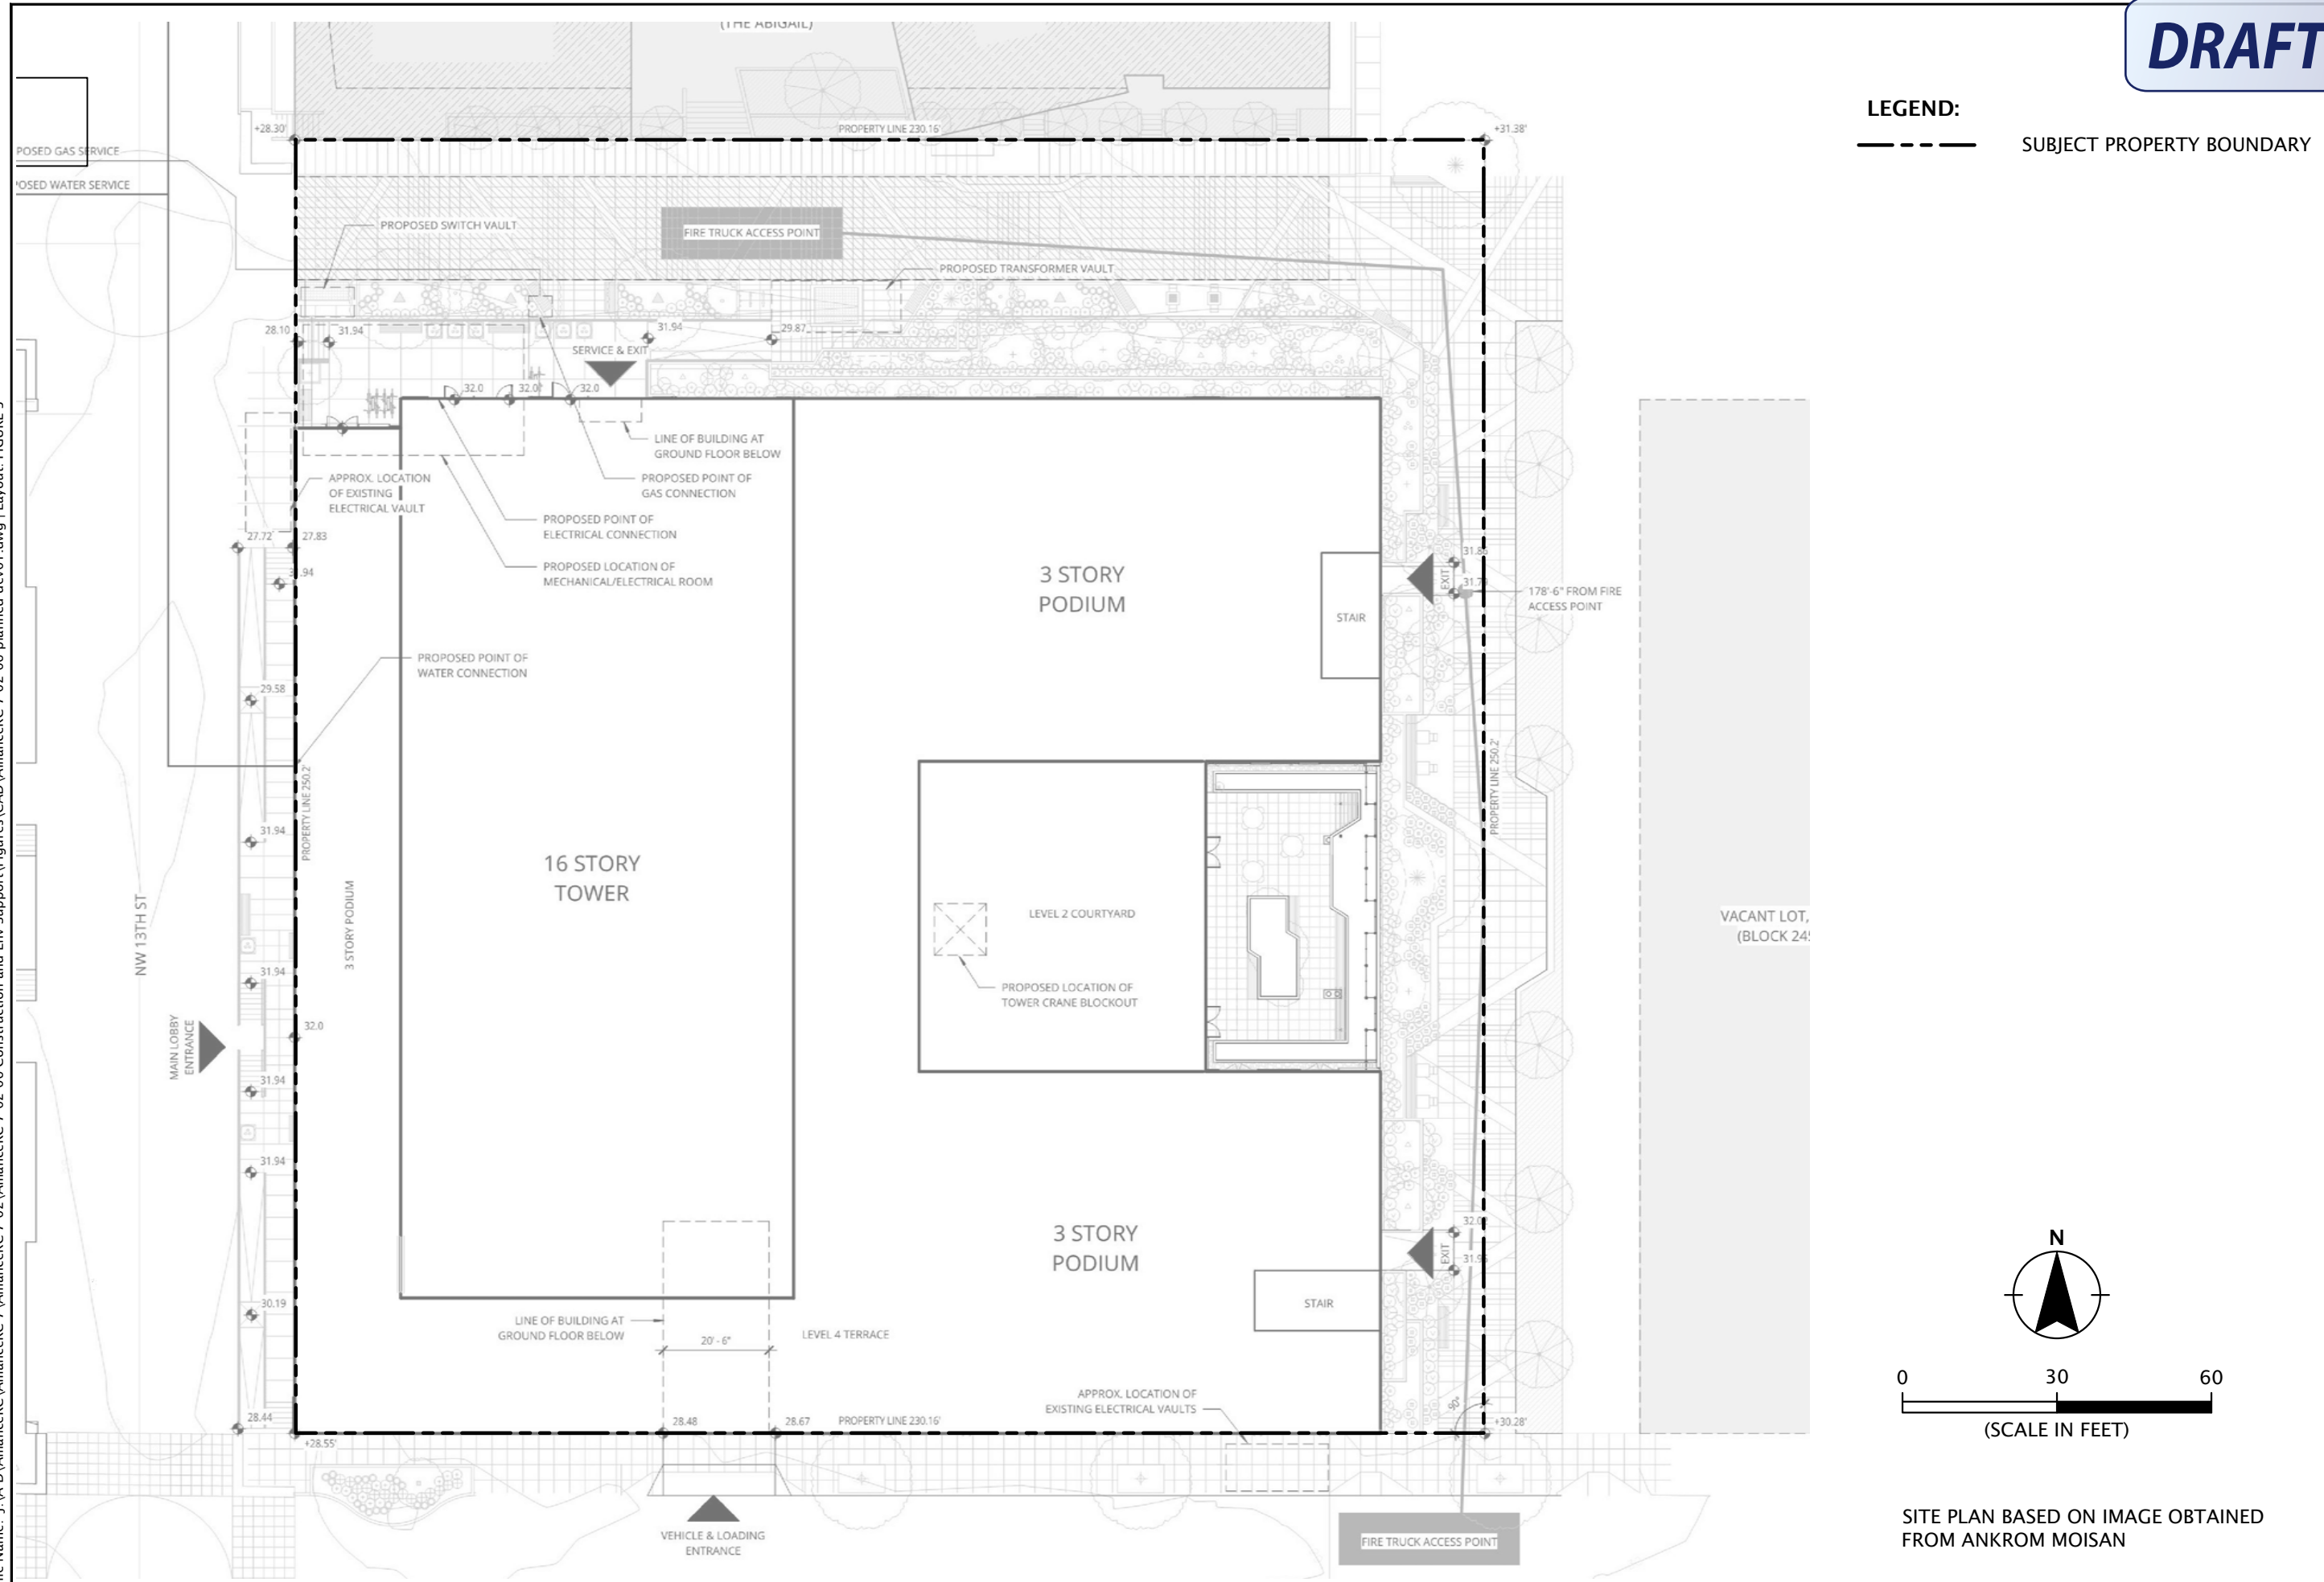 (THE ABIGAIL)
DRAFT
LEGEND:
SUBJECT PROPERTY BOUNDARY
+28.30'
PROPERTY LINE 230.16'
+31.38'
POSED GAS SERVICE
POSED WATER SERVICE
PROPOSED SWITCH VAULT
FIRE TRUCK ACCESS POINT
PROPOSED TRANSFORMER VAULT
28.10
31.94
31.94
29.87
SERVICE & EXIT
32.0
32.0
32.0
LINE OF BUILDING AT
GROUND FLOOR BELOW
APPROX. LOCATION
OF EXISTING
ELECTRICAL VAULT
PROPOSED POINT OF
GAS CONNECTION
PROPOSED POINT OF
ELECTRICAL CONNECTION
27.72
27.83
PROPOSED LOCATION OF
MECHANICAL/ELECTRICAL ROOM
3 STORY
PODIUM
STAIR
EXIT
178'-6" FROM FIRE
ACCESS POINT
PROPOSED POINT OF
WATER CONNECTION
29.58
PROPERTY LINE 250.2'
PROPERTY LINE 250.2'
31.94
16 STORY
TOWER
3 STORY PODIUM
NW 13TH ST
LEVEL 2 COURTYARD
VACANT LOT,
(BLOCK 245
31.94
PROPOSED LOCATION OF
TOWER CRANE BLOCKOUT
32.0
MAIN LOBBY
ENTRANCE
31.94
31.94
3 STORY
PODIUM
EXIT
N
30.19
STAIR
LINE OF BUILDING AT
GROUND FLOOR BELOW
20' - 6"
LEVEL 4 TERRACE
0 30 60
(SCALE IN FEET)
APPROX. LOCATION OF
EXISTING ELECTRICAL VAULTS
90°
28.44
28.48
28.67
PROPERTY LINE 230.16'
+30.28'
+28.55'
VEHICLE & LOADING
ENTRANCE
FIRE TRUCK ACCESS POINT
SITE PLAN BASED ON IMAGE OBTAINED
FROM ANKROM MOISAN